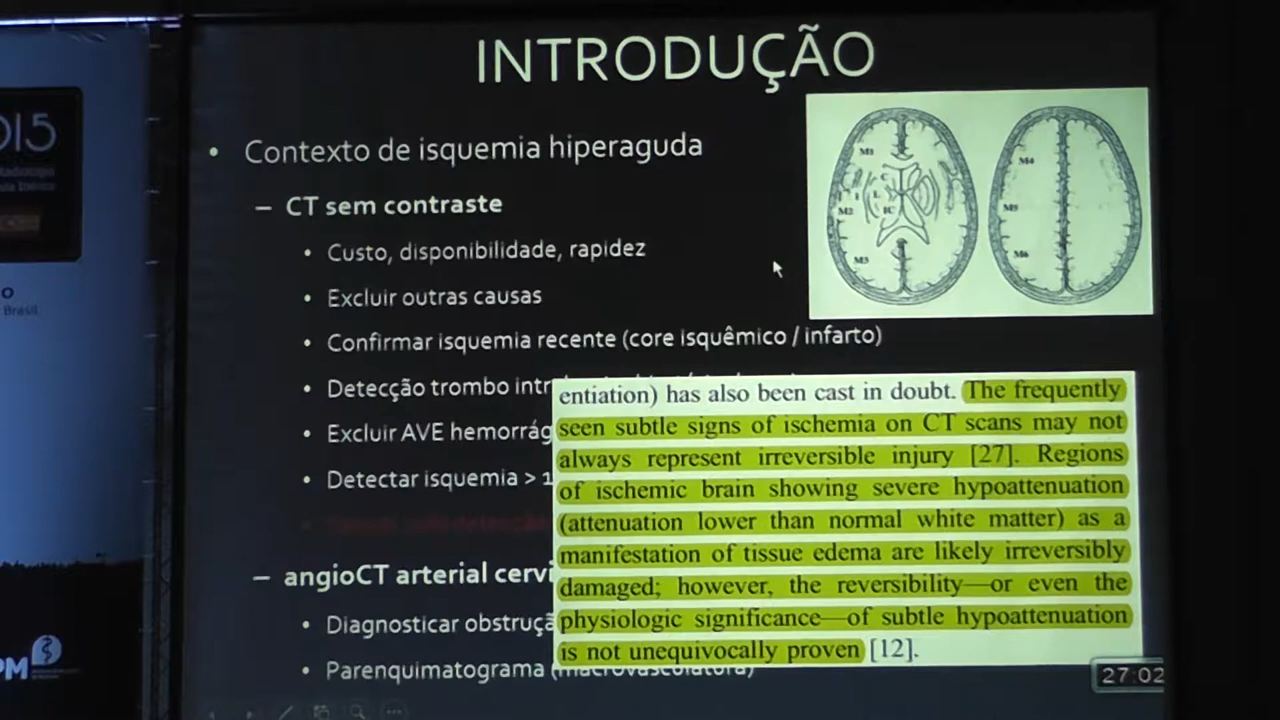 INTRODUÇÃO
• Contexto de isquemia hiperaguda
– CT sem contraste
• Custo, disponibilidade, rapidez
• Excluir outras causas
• Confirmar isquemia recente (core isquêmico / infarto)
• Detecção trombo
• Excluir AVE
• Detectar isquemia >
– angioCT arterial
• Diagnosticar
• Parenquimatograma (macrovasculatura)
M1
M2
M3
IC
M4
M5
M6
entiation) has also been cast in doubt. The frequently
seen subtle signs of ischemia on CT scans may not
always represent irreversible injury [27]. Regions
of ischemic brain showing severe hypoattenuation
(attenuation lower than normal white matter) as a
manifestation of tissue edema are likely irreversibly
damaged; however, the reversibility—or even the
physiologic significance—of subtle hypoattenuation
is not unequivocally proven [12].
27:02
015
o
Brasil
PM